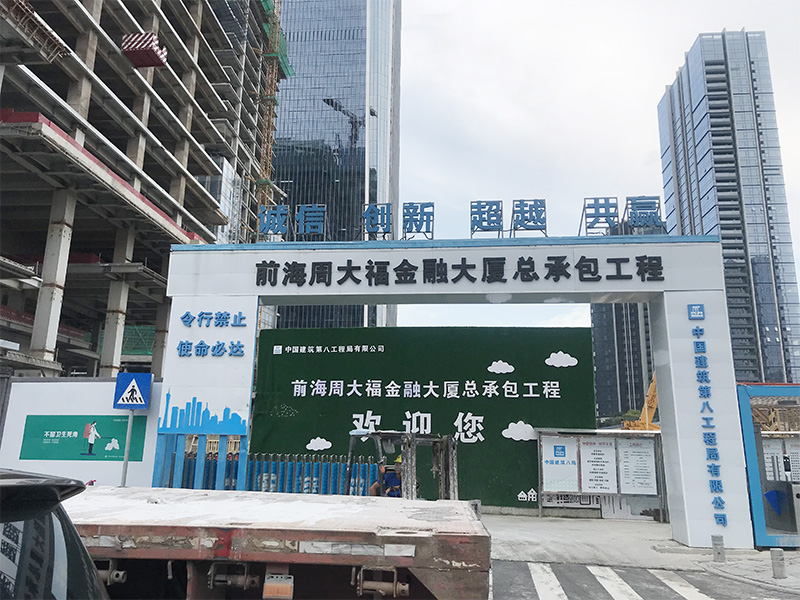 诚信 创新 超越 共赢
前海周大福金融大厦总承包工程
令行禁止
使命必达
中国建筑第八工程局有限公司
中国建筑第八工程局有限公司
前海周大福金融大厦总承包工程
欢迎您
不留卫生死角